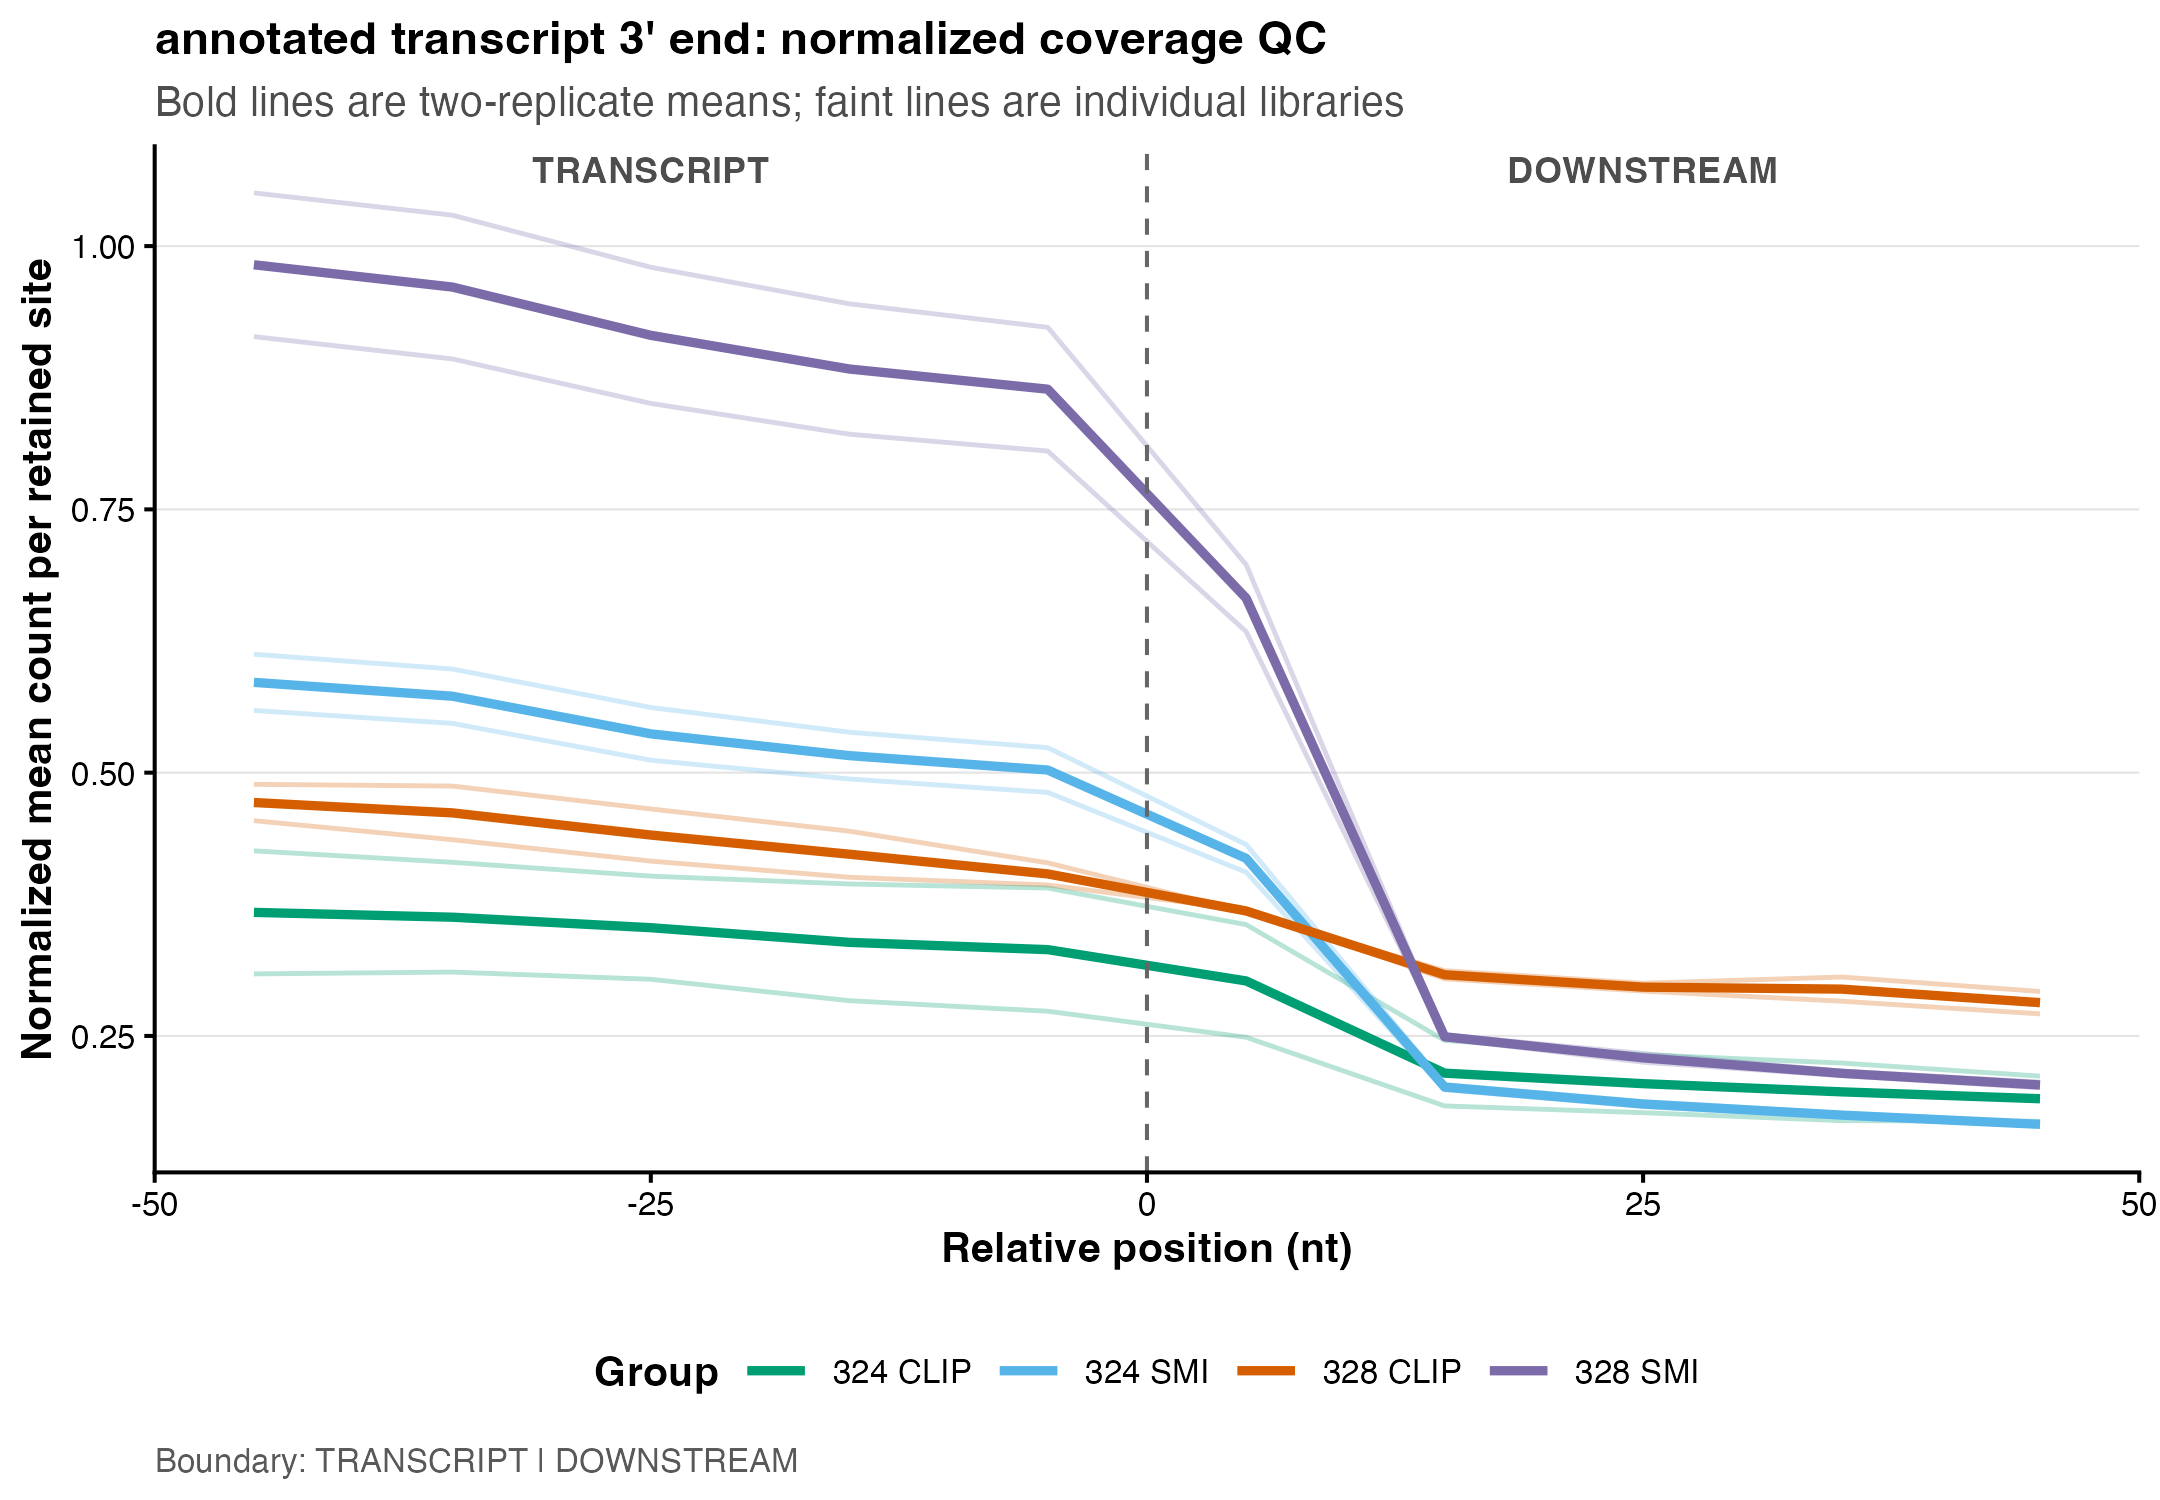 annotated transcript 3' end: normalized coverage QC
Bold lines are two-replicate means; faint lines are individual libraries
TRANSCRIPT
DOWNSTREAM
Normalized mean count per retained site
1.00
0.75
0.50
0.25
-50
-25
0
25
50
Relative position (nt)
Group
324 CLIP
324 SMI
328 CLIP
328 SMI
Boundary: TRANSCRIPT | DOWNSTREAM